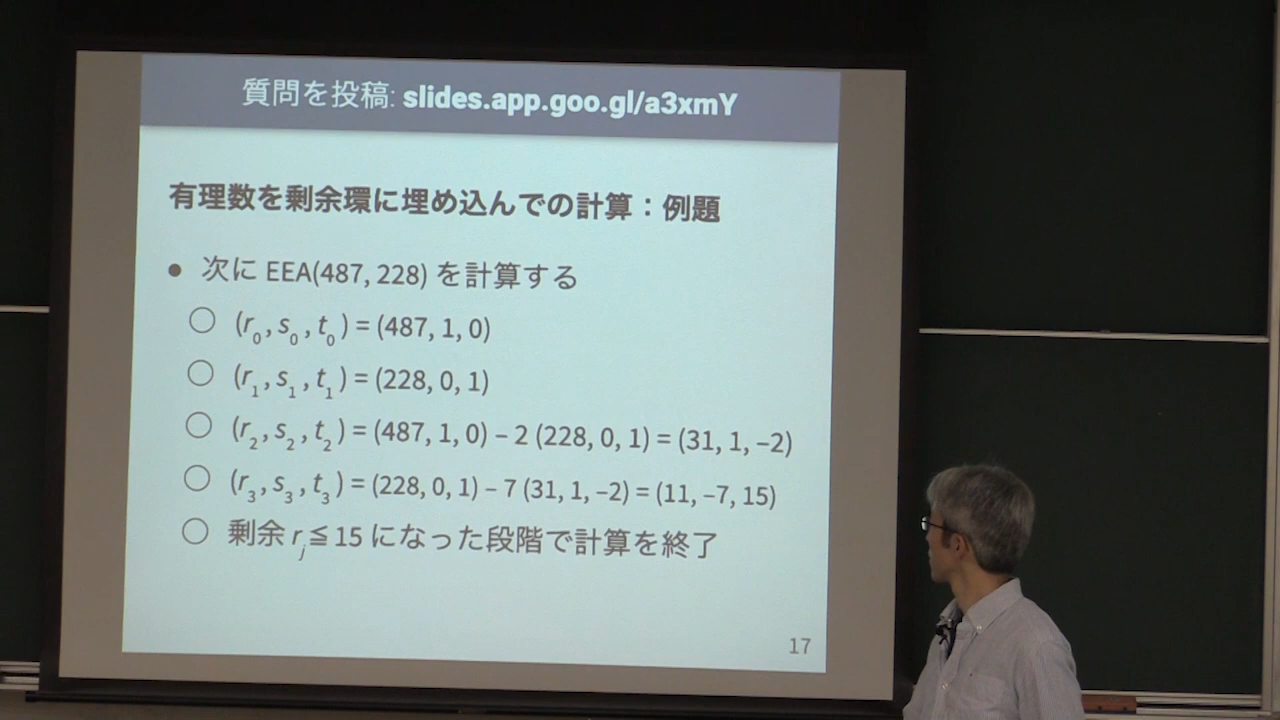 質問を投稿: slides.app.goo.gl/a3xmY
有理数を剰余環に埋め込んでの計算：例題
● 次に EEA(487, 228) を計算する
○ (r₀, s₀, t₀) = (487, 1, 0)
○ (r₁, s₁, t₁) = (228, 0, 1)
○ (r₂, s₂, t₂) = (487, 1, 0) – 2 (228, 0, 1) = (31, 1, –2)
○ (r₃, s₃, t₃) = (228, 0, 1) – 7 (31, 1, –2) = (11, –7, 15)
○ 剰余 rⱼ ≦ 15 になった段階で計算を終了
17